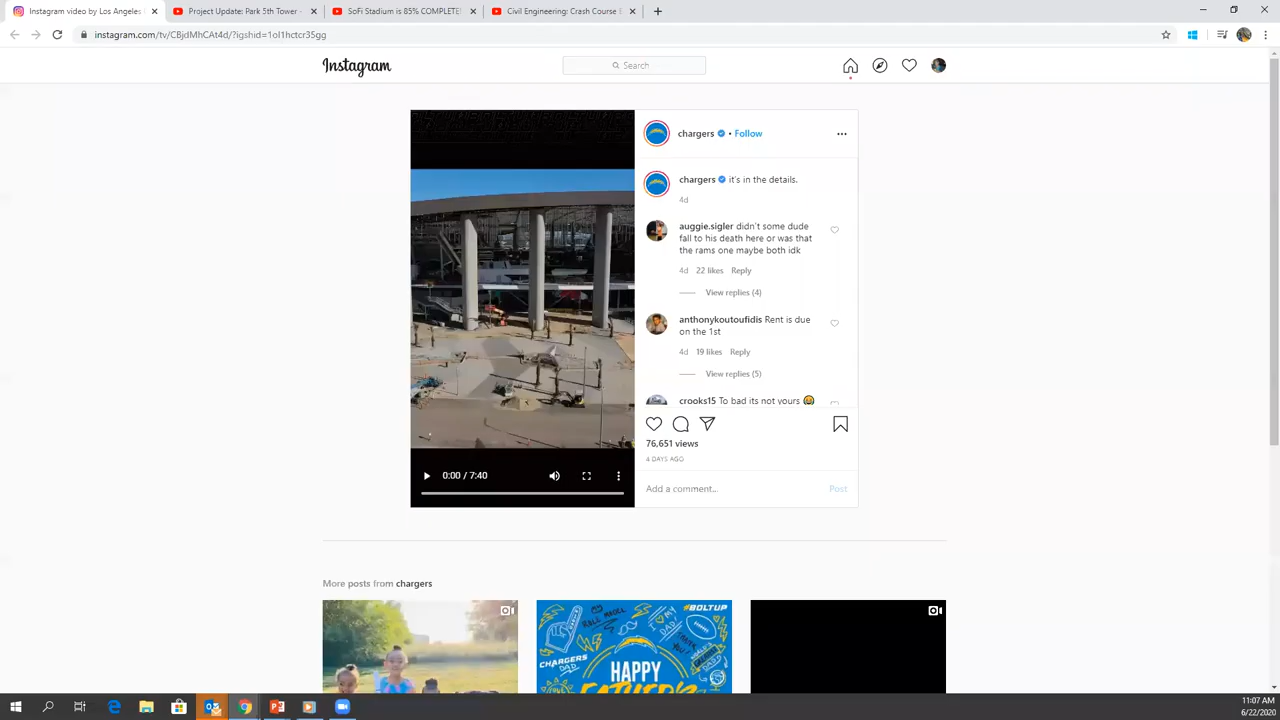 Instagram video by Los Angeles
Project Update: Park 5th Tower -
SoFi Stadium is 85% COMPLETE!
Civil Engineering: Crash Course E
instagram.com/tv/CBjdMhCAt4d/?igshid=1ol1hctcr35gg
Instagram
Search
chargers • Follow
chargers it's in the details.
4d
auggie.sigler didn't some dude
fall to his death here or was that
the rams one maybe both idk
4d 22 likes Reply
View replies (4)
anthonykoutoufidis Rent is due
on the 1st
4d 19 likes Reply
View replies (5)
crooks15 To bad its not yours 😭
76,651 views
4 DAYS AGO
0:00 / 7:40
Add a comment... Post
More posts from chargers
#BOLTUP
I ♥ MY DAD
CHARGERS DAD
HAPPY
FATHER'S
11:07 AM
6/22/2020